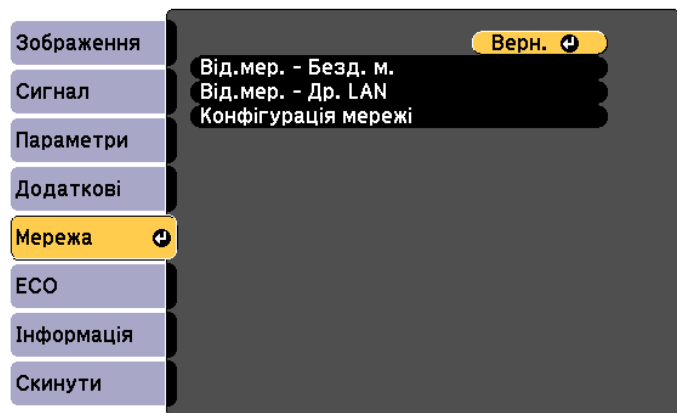 Зображення
Сигнал
Параметри
Додаткові
Мережа
ECO
Інформація
Скинути
Верн.
Від.мер. - Безд. м.
Від.мер. - Др. LAN
Конфігурація мережі